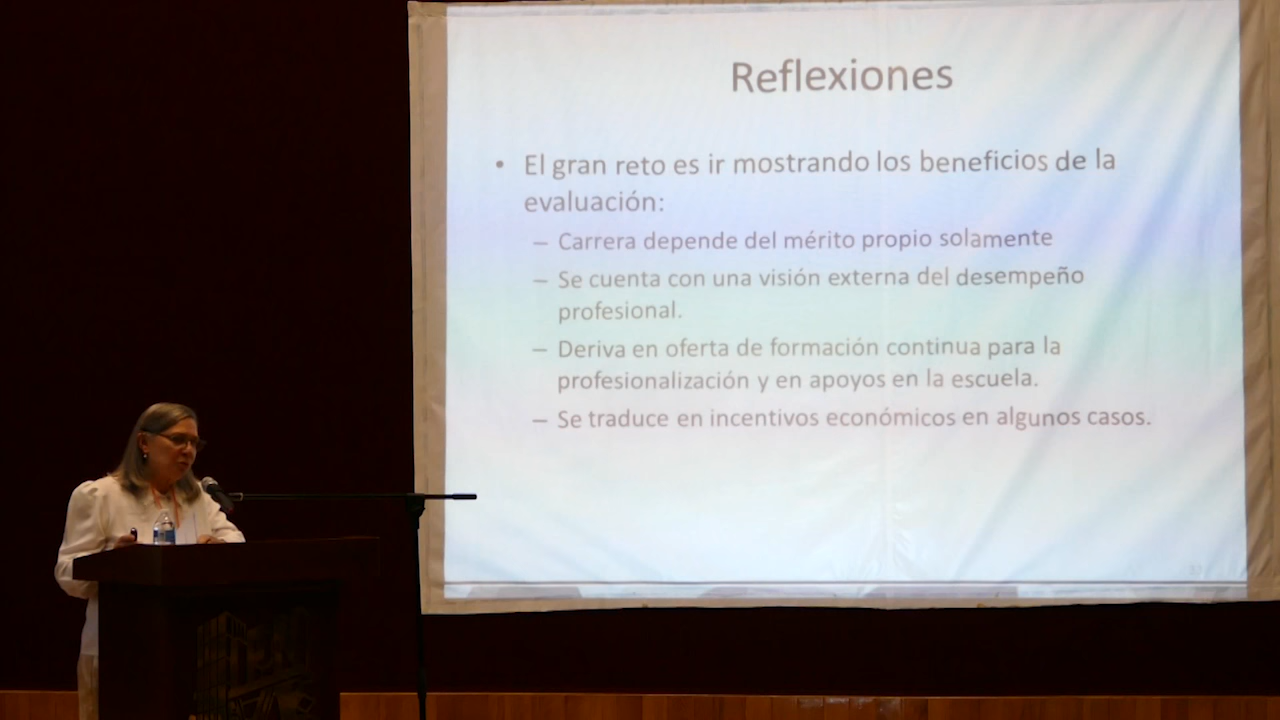 Reflexiones
• El gran reto es ir mostrando los beneficios de la
evaluación:
– Carrera depende del mérito propio solamente
– Se cuenta con una visión externa del desempeño
profesional.
– Deriva en oferta de formación continua para la
profesionalización y en apoyos en la escuela.
– Se traduce en incentivos económicos en algunos casos.